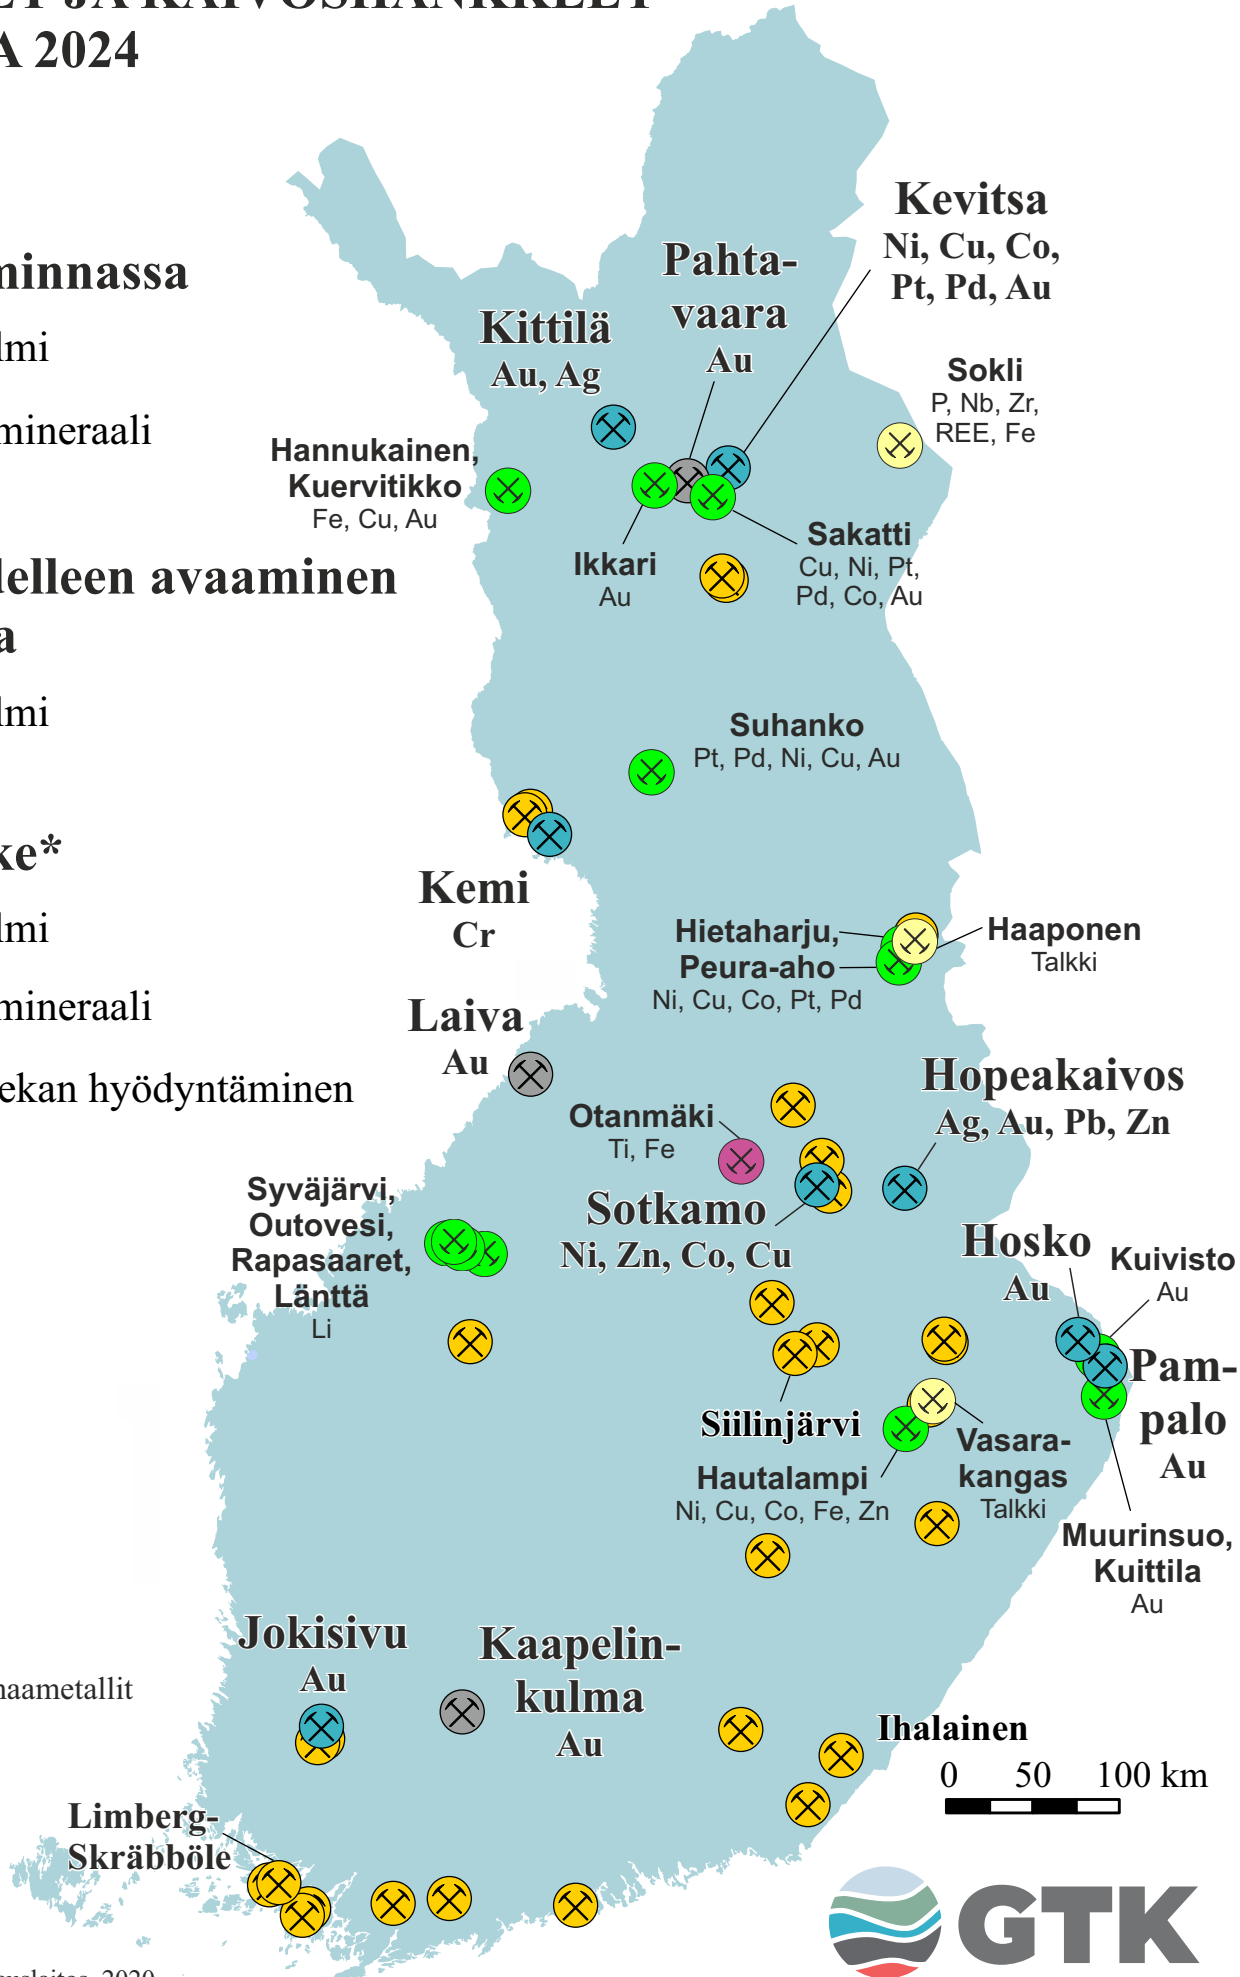 JA KAIVOSHANKKEET
A 2024
minnassa
lmi
mineraali
lelleen avaaminen
a
lmi
ke*
lmi
mineraali
ekan hyödyntäminen
Kevitsa
Ni, Cu, Co,
Pt, Pd, Au
Pahta-
vaara
Au
Kittilä
Au, Ag
Sokli
P, Nb, Zr,
REE, Fe
Hannukainen,
Kuervitikko
Fe, Cu, Au
Ikkari
Au
Sakatti
Cu, Ni, Pt,
Pd, Co, Au
Suhanko
Pt, Pd, Ni, Cu, Au
Kemi
Cr
Hietaharju,
Peura-aho
Ni, Cu, Co, Pt, Pd
Haaponen
Talkki
Laiva
Au
Hopeakaivos
Ag, Au, Pb, Zn
Otanmäki
Ti, Fe
Syväjärvi,
Outovesi,
Rapasaaret,
Länttä
Li
Sotkamo
Ni, Zn, Co, Cu
Hosko
Au
Kuivisto
Au
Pam-
palo
Au
Siilinjärvi
Vasara-
kangas
Talkki
Hautalampi
Ni, Cu, Co, Fe, Zn
Muurinsuo,
Kuittila
Au
Jokisivu
Au
Kaapelin-
kulma
Au
naametallit
Ihalainen
0 50 100 km
Limberg-
Skräbböle
GTK